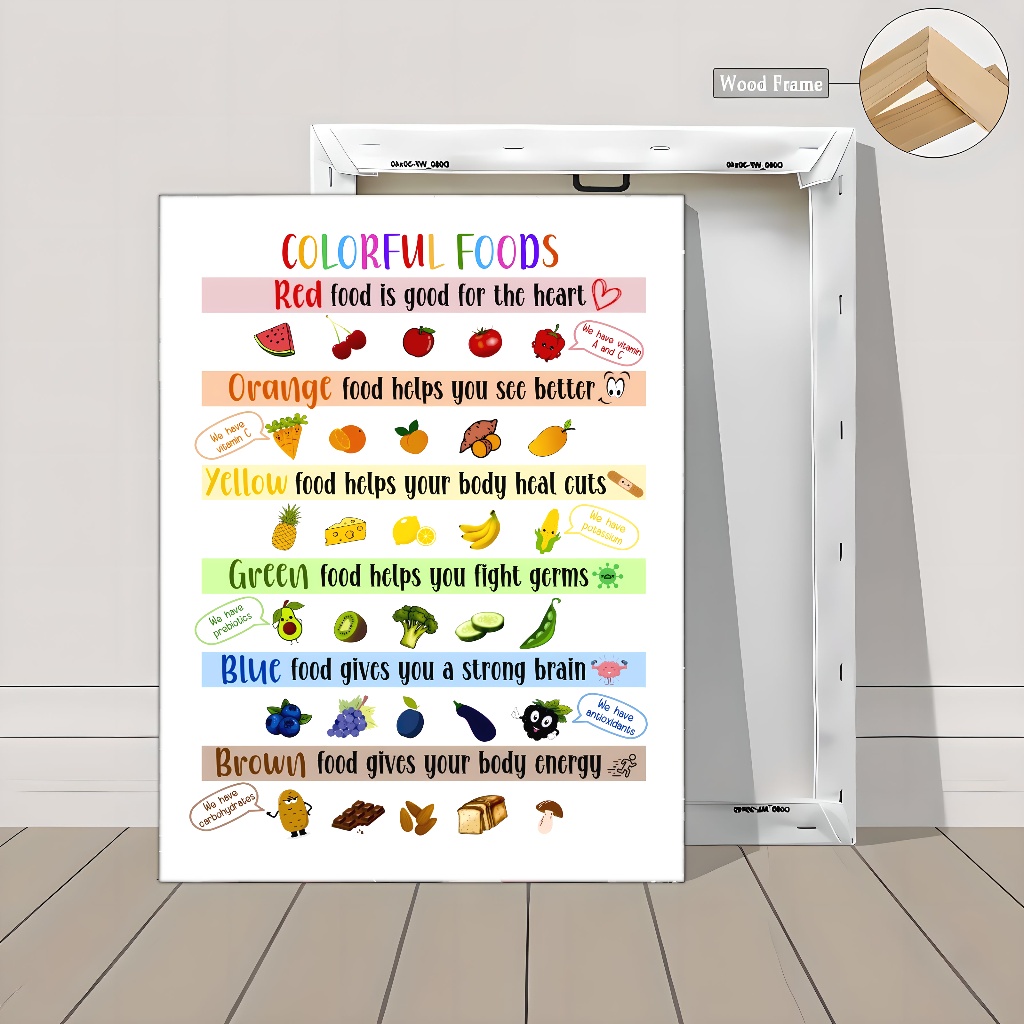 Wood Frame
COLORFUL FOODS
Red food is good for the heart
We have vitamin
A and C
Orange food helps you see better
We have
vitamin C
Yellow food helps your body heal cuts
We have
potassium
Green food helps you fight germs
We have
prebiotics
Blue food gives you a strong brain
We have
antioxidants
Brown food gives your body energy
We have
carbohydrates